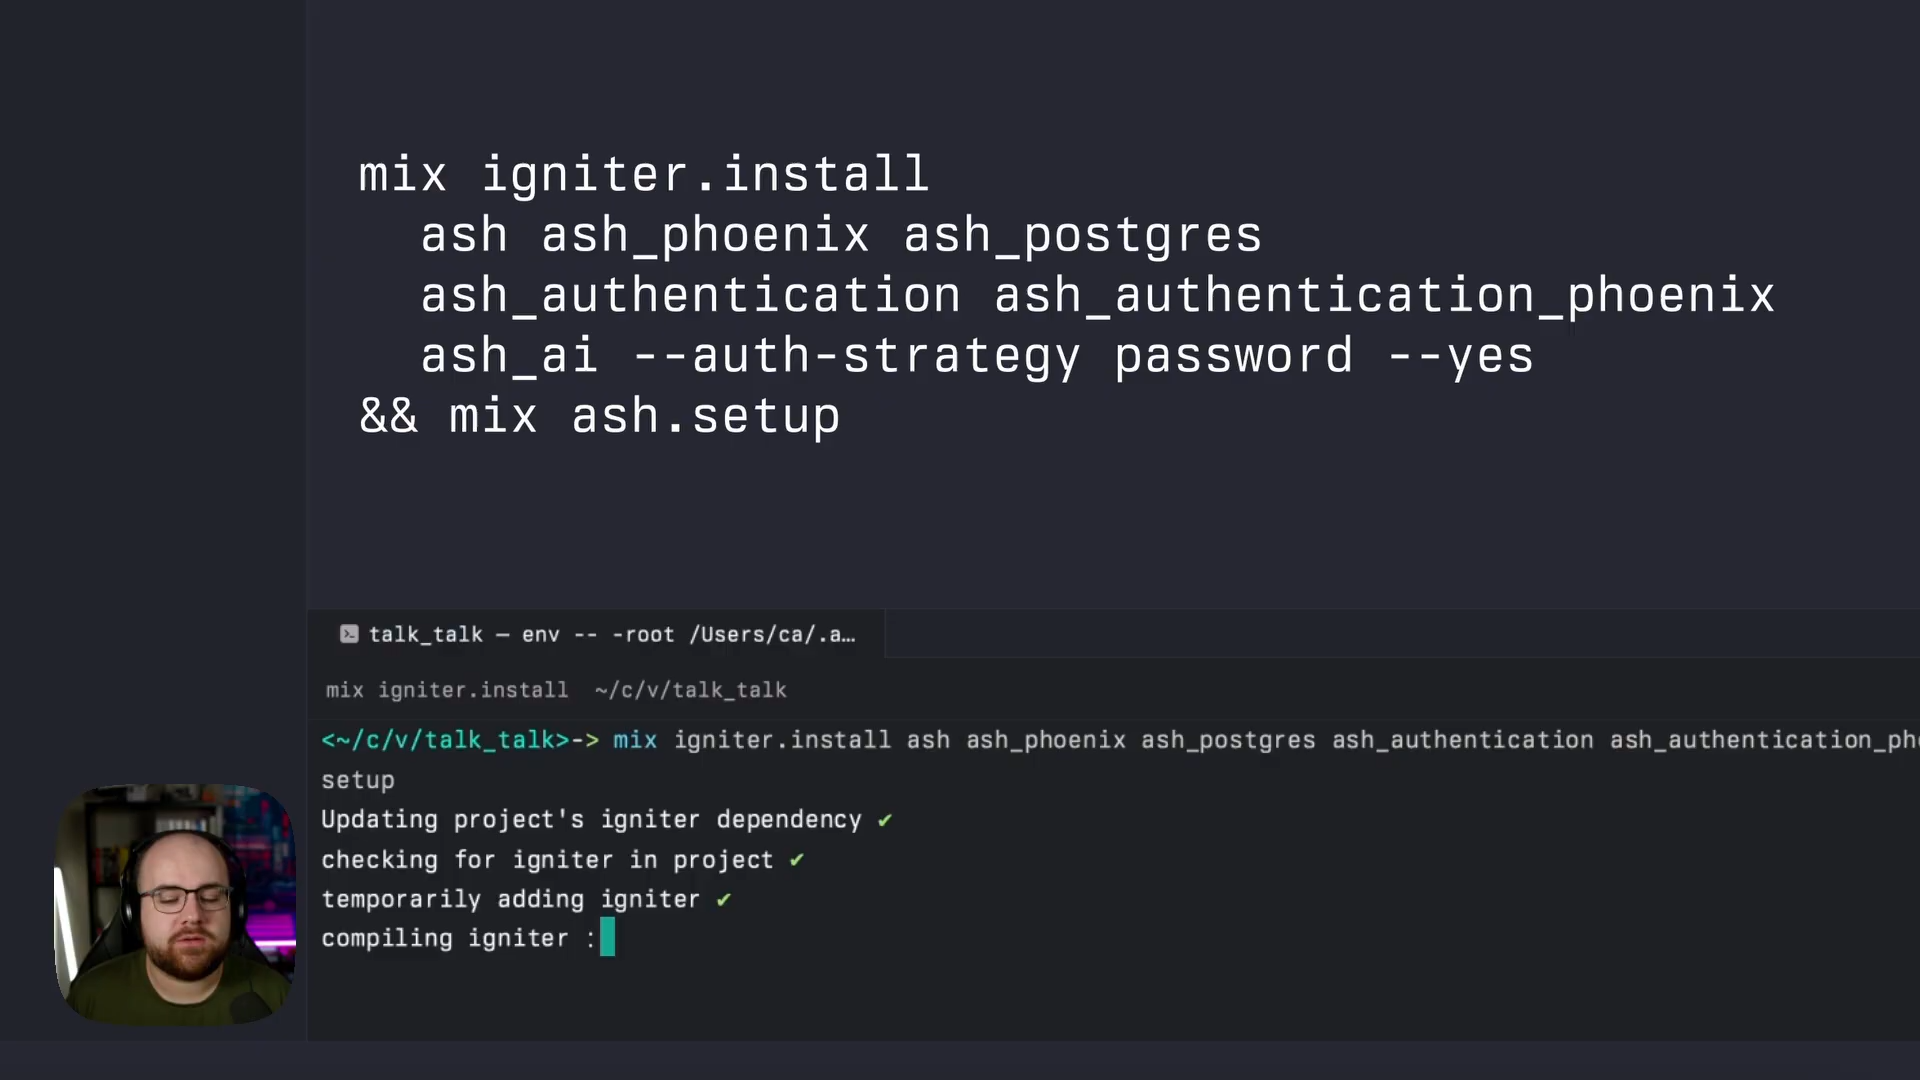 mix igniter.install
ash ash_phoenix ash_postgres
ash_authentication ash_authentication_phoenix
ash_ai --auth-strategy password --yes
&& mix ash.setup
talk_talk — env -- -root /Users/ca/.a…
mix igniter.install ~/c/v/talk_talk
<~/c/v/talk_talk>-> mix igniter.install ash ash_phoenix ash_postgres ash_authentication ash_authentication_ph
setup
Updating project's igniter dependency ✔
checking for igniter in project ✔
temporarily adding igniter ✔
compiling igniter :